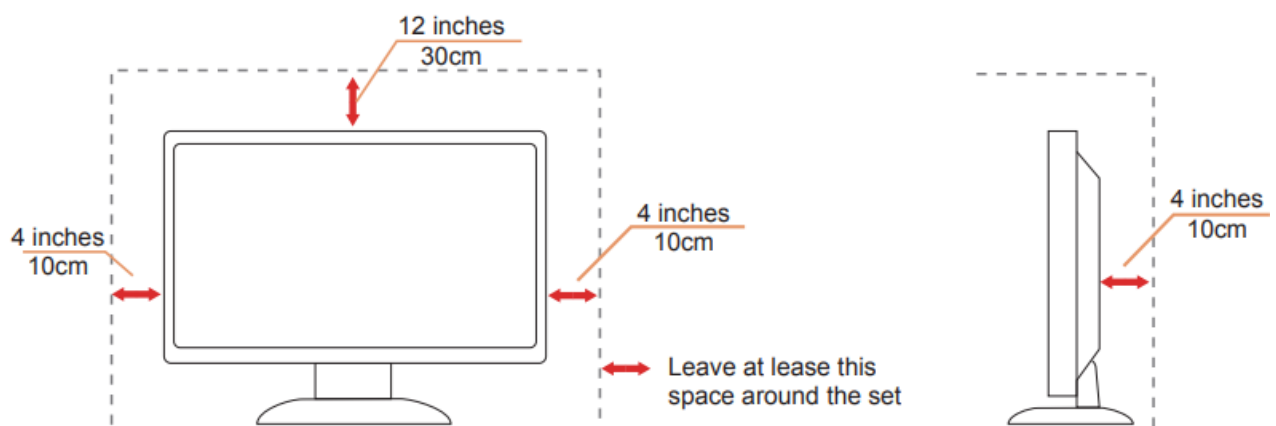 12 inches
30cm
4 inches
10cm
4 inches
10cm
4 inches
10cm
Leave at lease this
space around the set